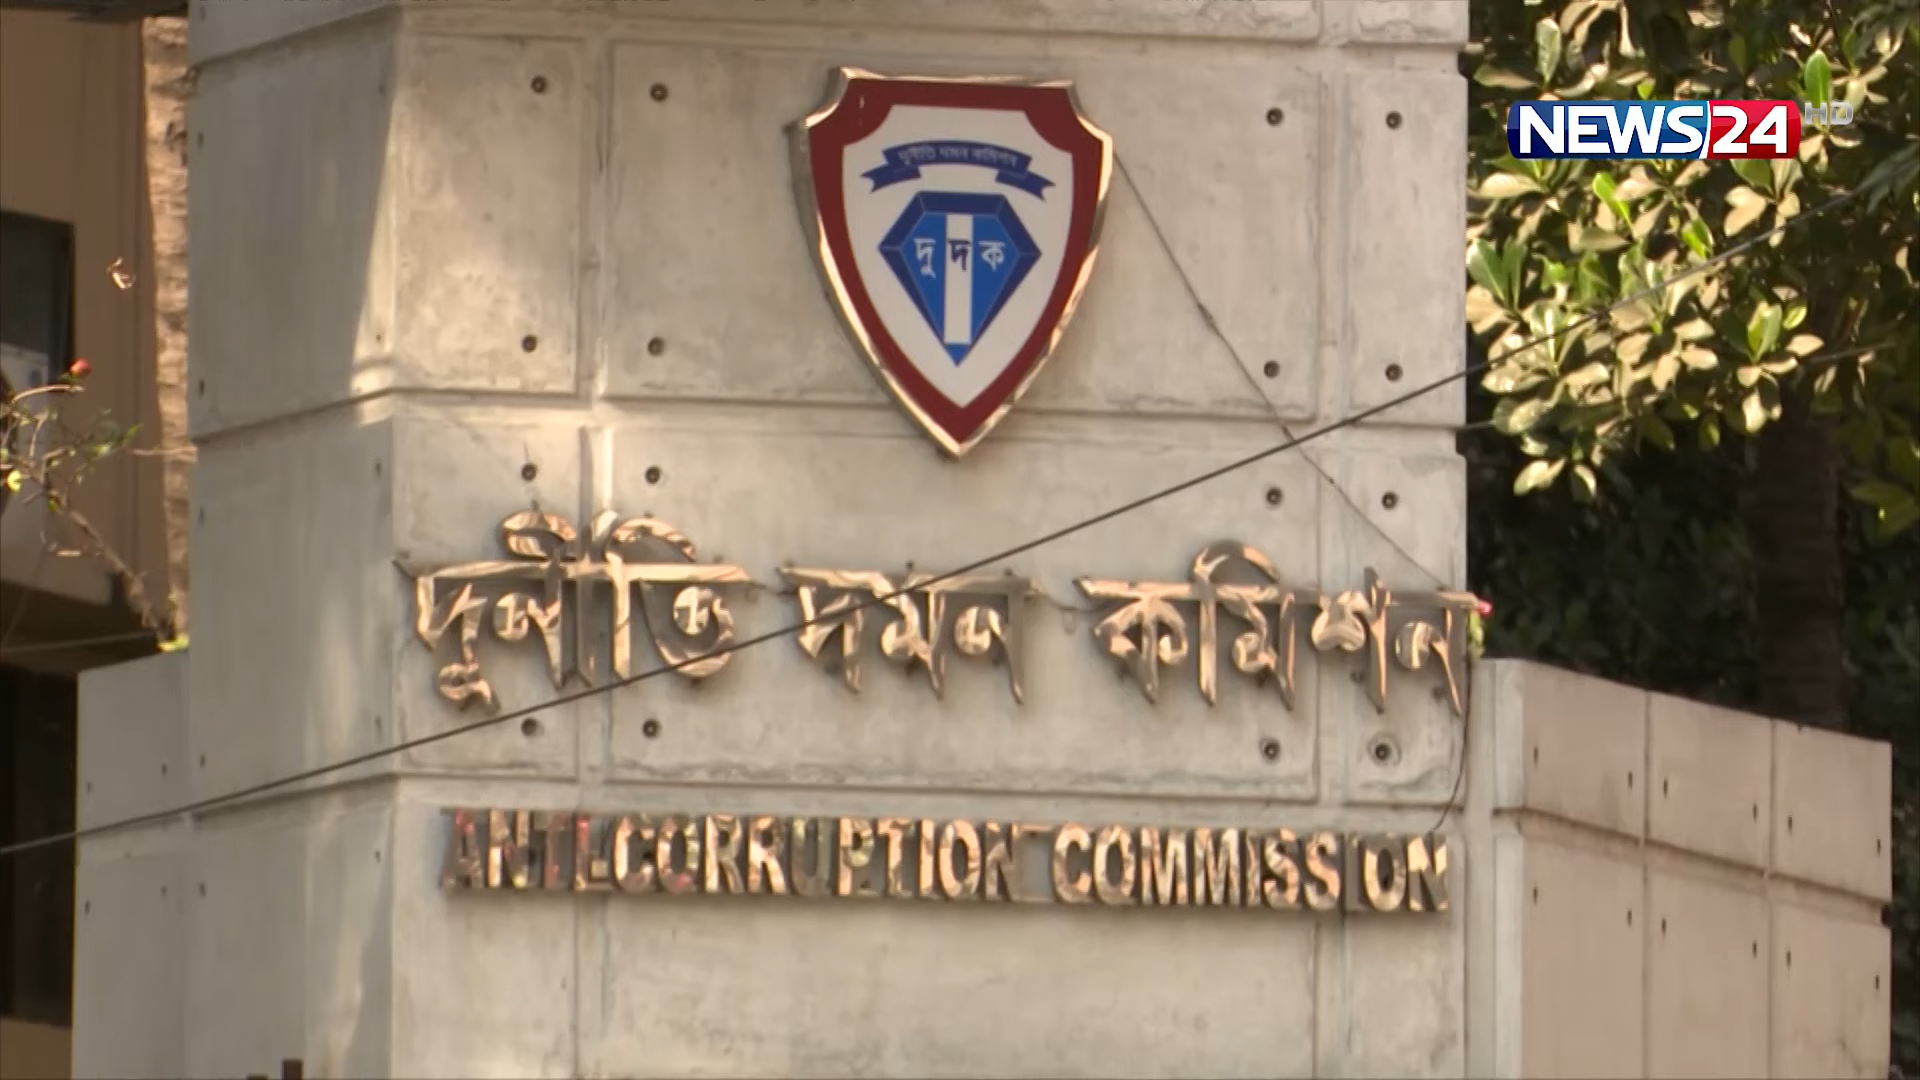 NEWS24 HD
দুর্নীতি দমন কমিশন
দুদক
দুর্নীতি দমন কমিশন
ANTI-CORRUPTION COMMISSION